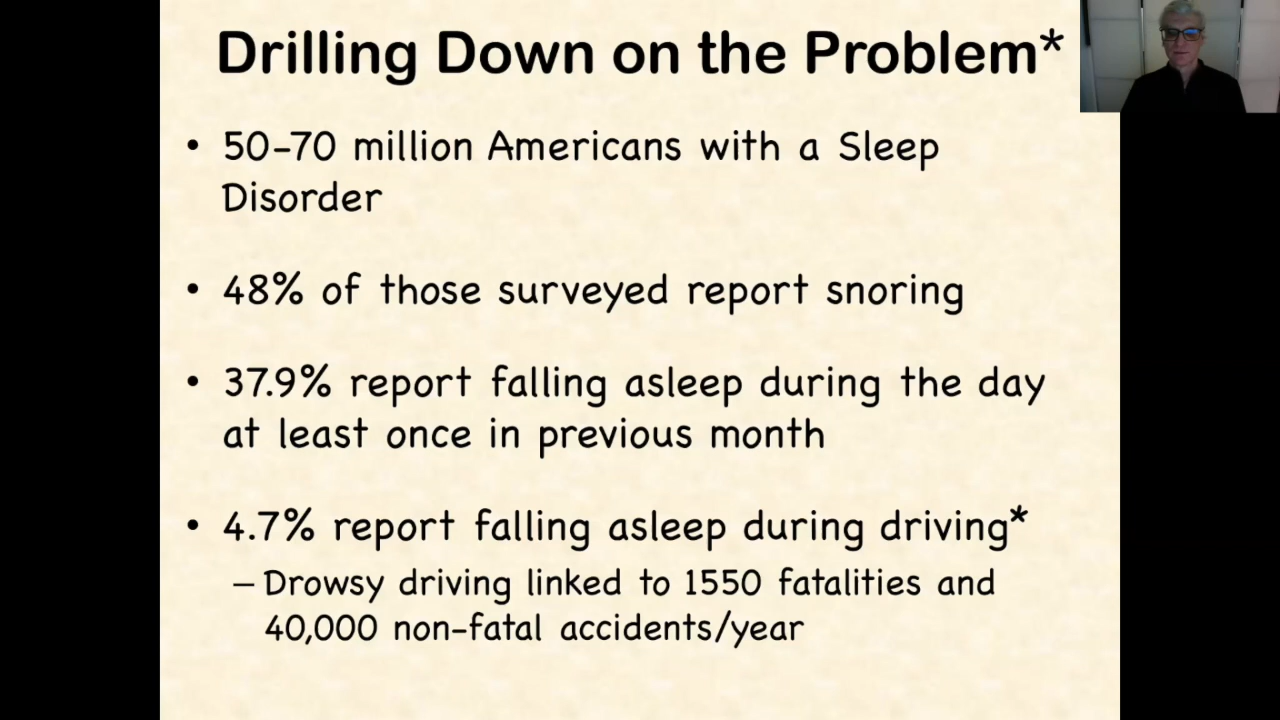 Drilling Down on the Problem*
• 50-70 million Americans with a Sleep
Disorder
• 48% of those surveyed report snoring
• 37.9% report falling asleep during the day
at least once in previous month
• 4.7% report falling asleep during driving*
– Drowsy driving linked to 1550 fatalities and
40,000 non-fatal accidents/year